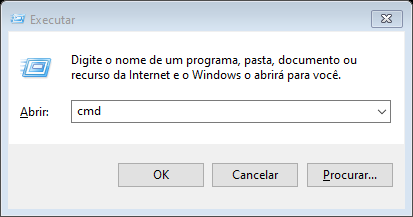 Executar
Digite o nome de um programa, pasta, documento ou
recurso da Internet e o Windows o abrirá para você.
Abrir: cmd
OK Cancelar Procurar...